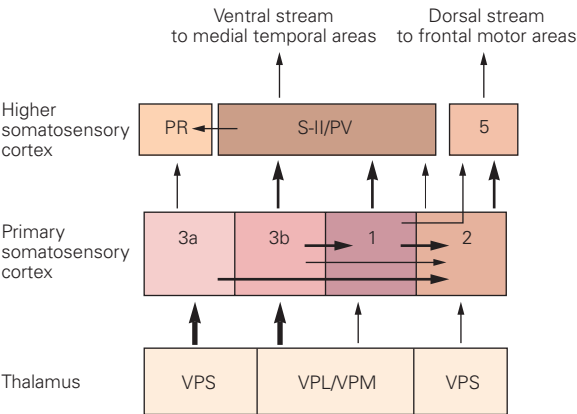 Ventral stream
to medial temporal areas
Dorsal stream
to frontal motor areas
Higher
somatosensory
cortex
PR
S-II/PV
5
Primary
somatosensory
cortex
3a
3b
1
2
Thalamus
VPS
VPL/VPM
VPS